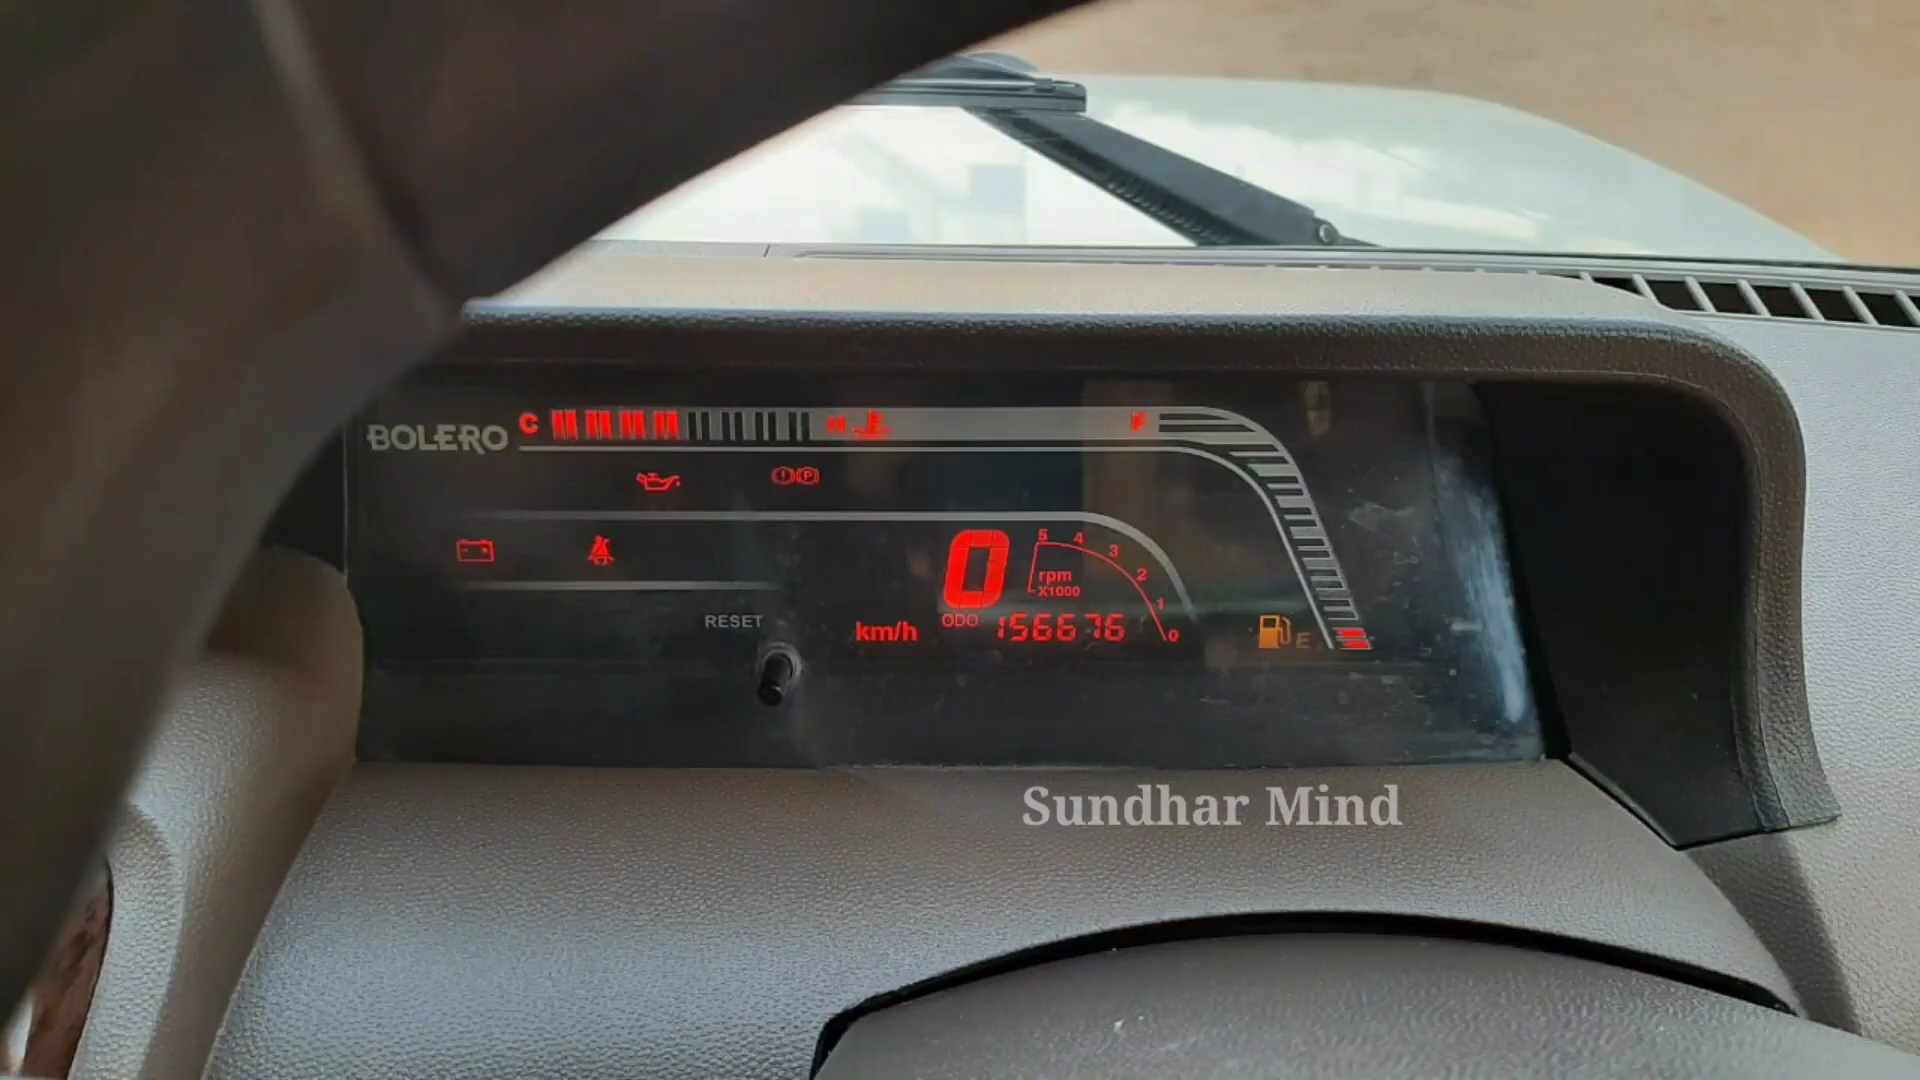 BOLERO
C H F
5 4 3 2 1 0
rpm
X1000
0
RESET
km/h ODO 156676 E
Sundhar Mind